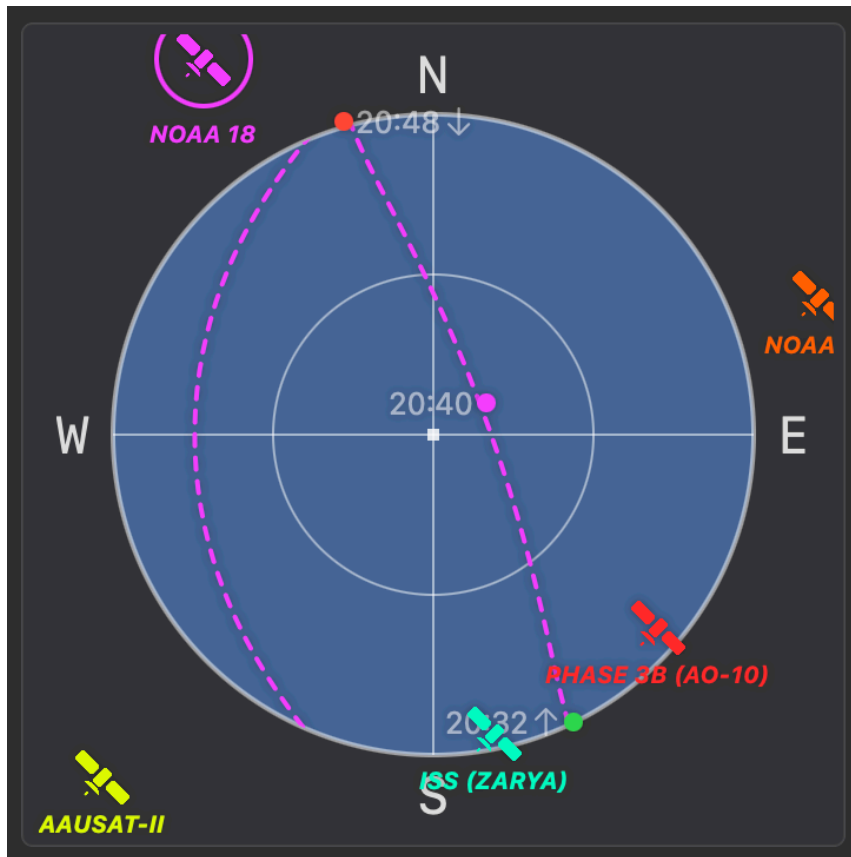 N
NOAA 18
20:48↓
NOAA
20:40
W
E
PHASE 3B (AO-10)
20:32↑
ISS (ZARYA)
S
AAUSAT-II